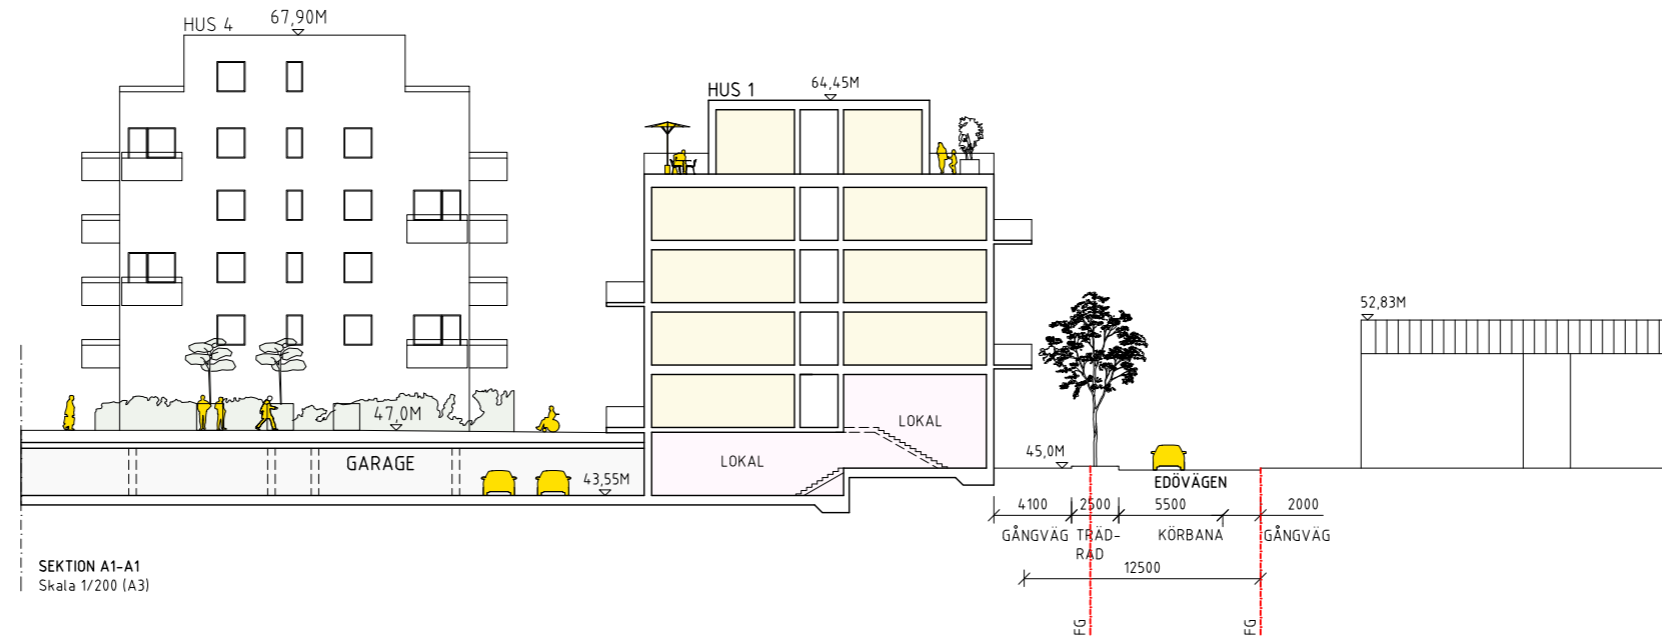 HUS 4
67,90M
HUS 1
64,45M
52,83M
47,0M
LOKAL
GARAGE
LOKAL
45,0M
43,55M
EDÖVÄGEN
4100
2500
5500
2000
GÅNGVÄG
TRÄD-
RAD
KÖRBANA
GÅNGVÄG
12500
SEKTION A1-A1
Skala 1/200 (A3)
FG
FG